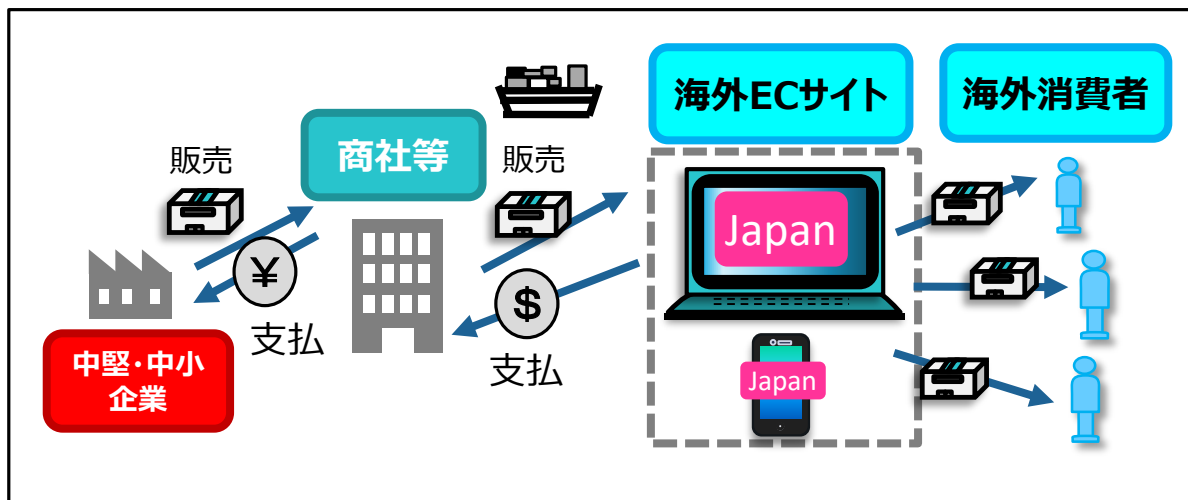 海外ECサイト
海外消費者
商社等
販売
販売
Japan
¥
$
支払
支払
Japan
中堅・中小
企業